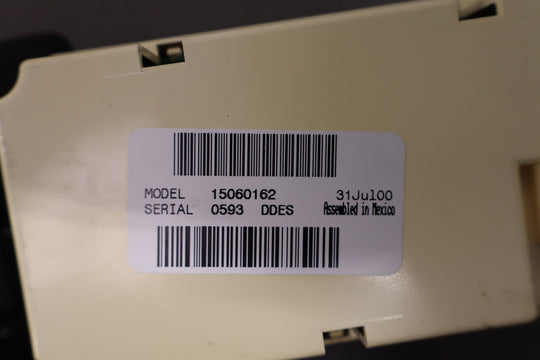 MODEL 15060162 31Jul00
SERIAL 0593 DDES Assembled in Mexico